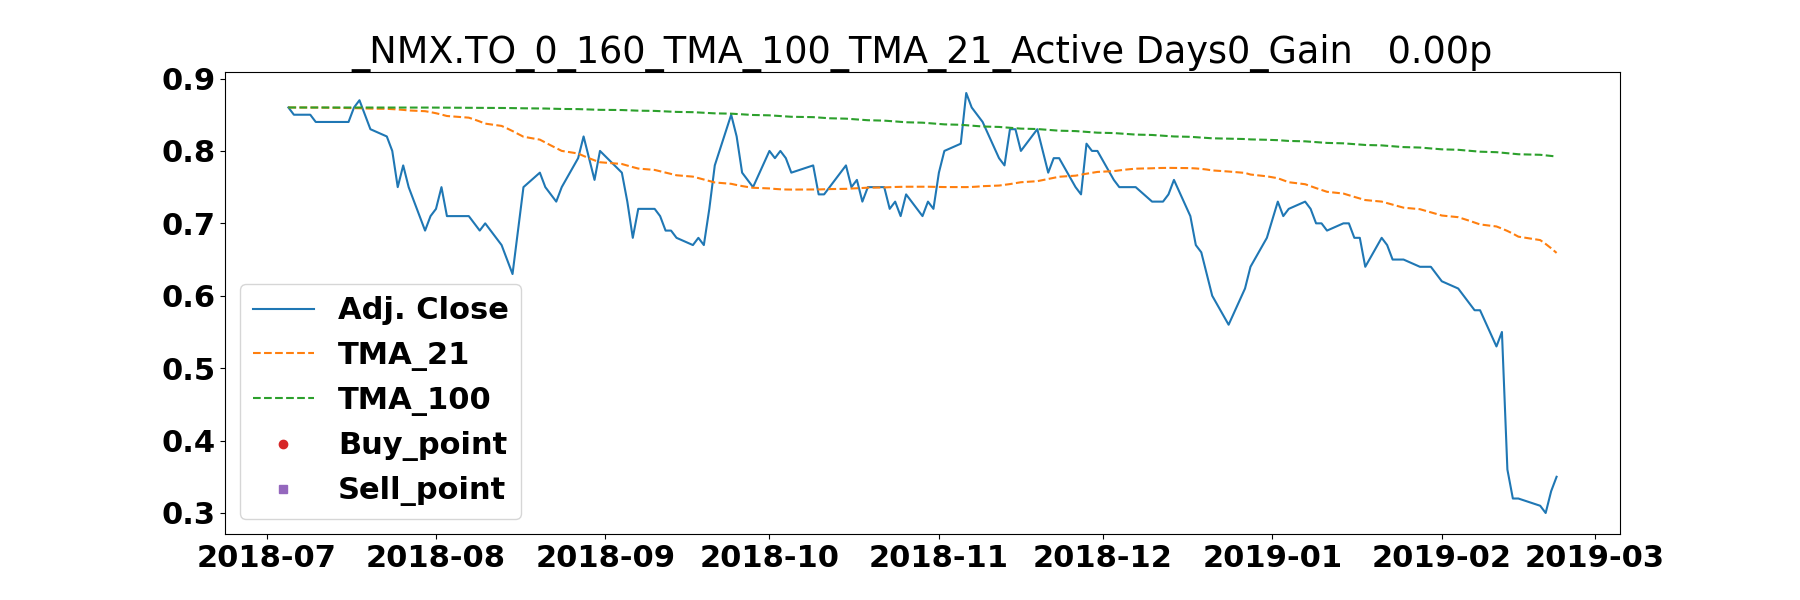 _NMX.TO_0_160_TMA_100_TMA_21_Active Days0_Gain   0.00p
0.9
0.8
0.7
0.6
0.5
0.4
0.3
Adj. Close
TMA_21
TMA_100
Buy_point
Sell_point
2018-07 2018-08 2018-09 2018-10 2018-11 2018-12 2019-01 2019-02 2019-03